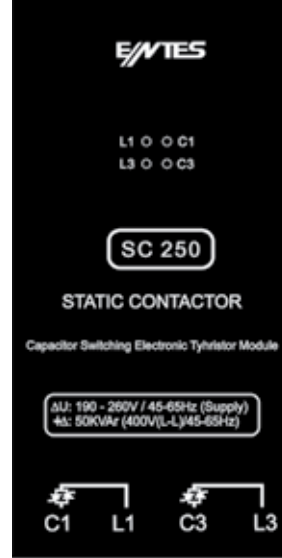 ENTES
L1 C1
L3 C3
SC 250
STATIC CONTACTOR
Capacitor Switching Electronic Tyhristor Module
ΔU: 190 - 260V / 45-65Hz (Supply)
50KVAr (400V(L-L)/45-65Hz)
C1 L1 C3 L3